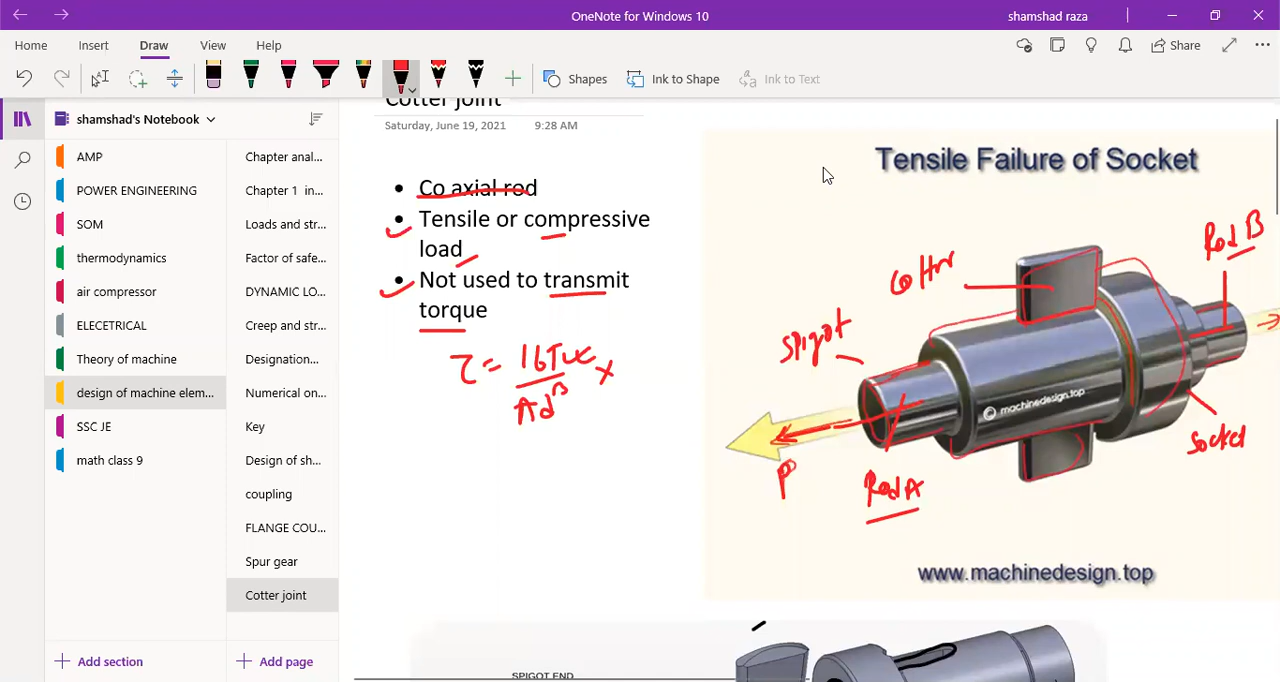 OneNote for Windows 10
shamshad raza
Home Insert Draw View Help
Share
Shapes
Ink to Shape
Ink to Text
shamshad's Notebook
AMP
POWER ENGINEERING
SOM
thermodynamics
air compressor
ELECETRICAL
Theory of machine
design of machine elem...
SSC JE
math class 9
Add section
Chapter anal...
Chapter 1 in...
Loads and str...
Factor of safe...
DYNAMIC LO...
Creep and str...
Designation...
Numerical on...
Key
Design of sh...
coupling
FLANGE COU...
Spur gear
Cotter joint
Add page
Cotter joint
Saturday, June 19, 2021 9:28 AM
• Co axial rod
• Tensile or compressive
load
• Not used to transmit
torque
Tensile Failure of Socket
Rod B
Cotter
Spigot
© machinedesign.top
Socket
P
Rod A
www.machinedesign.top
SPIGOT END